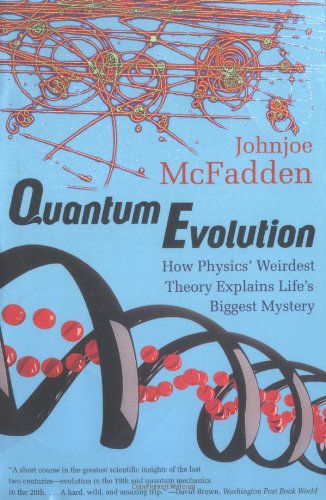 Johnjoe
McFadden
Quantum
Evolution
How Physics' Weirdest
Theory Explains Life's
Biggest Mystery
"A short course in the greatest scientific insights of the last
two centuries—evolution in the 19th and quantum mechanics
in the 20th. . . . A hard, wild, and amazing trip." —David Brown, Washington Post Book World